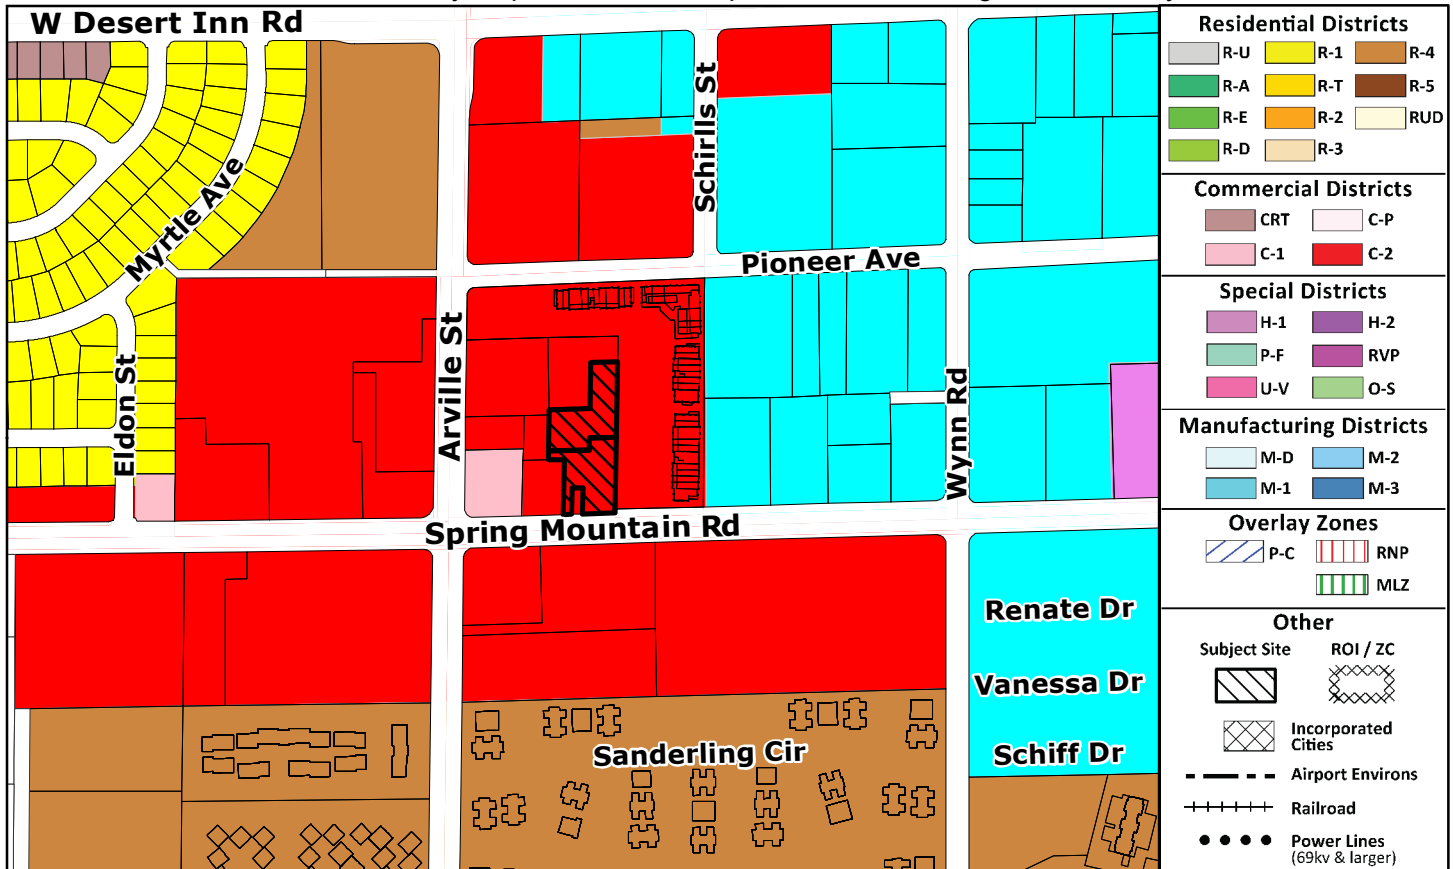 W Desert Inn Rd
Schirlls St
Myrtle Ave
Pioneer Ave
Eldon St
Arville St
Wynn Rd
Spring Mountain Rd
Renate Dr
Vanessa Dr
Schiff Dr
Sanderling Cir
Residential Districts
R-U R-1 R-4
R-A R-T R-5
R-E R-2 RUD
R-D R-3
Commercial Districts
CRT C-P
C-1 C-2
Special Districts
H-1 H-2
P-F RVP
U-V O-S
Manufacturing Districts
M-D M-2
M-1 M-3
Overlay Zones
P-C RNP
MLZ
Other
Subject Site ROI / ZC
Incorporated
Cities
Airport Environs
Railroad
Power Lines
(69kv & larger)